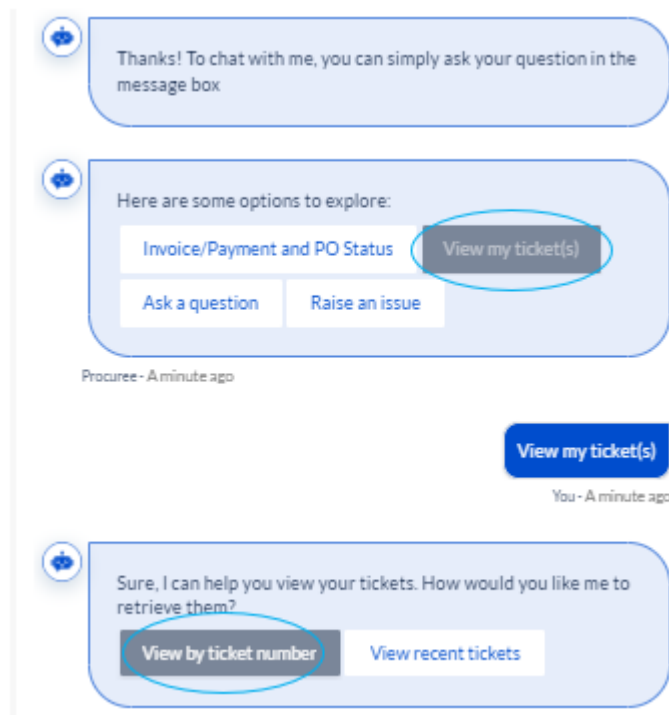 Thanks! To chat with me, you can simply ask your question in the
message box
Here are some options to explore:
Invoice/Payment and PO Status
View my ticket(s)
Ask a question
Raise an issue
Procuree - A minute ago
View my ticket(s)
You - A minute ago
Sure, I can help you view your tickets. How would you like me to
retrieve them?
View by ticket number
View recent tickets